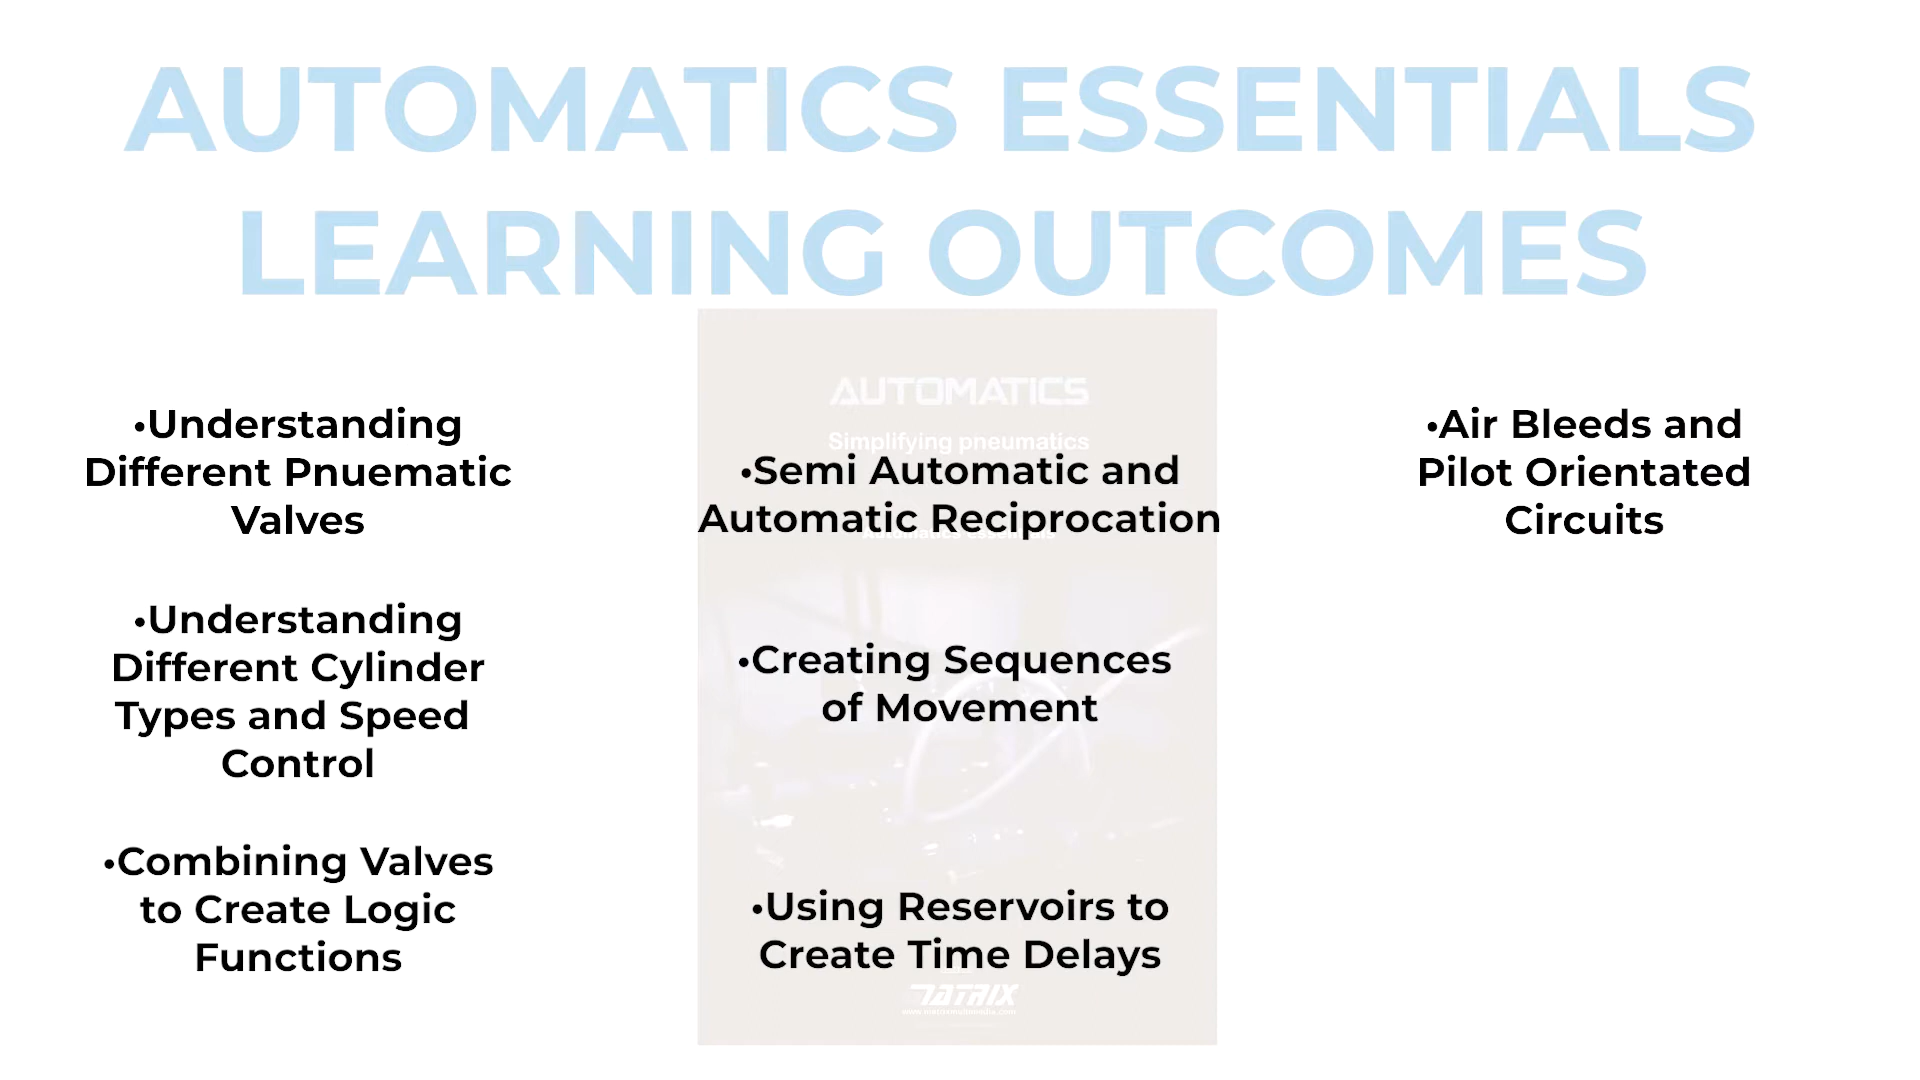 AUTOMATICS ESSENTIALS
LEARNING OUTCOMES
•Understanding
Different Pnuematic
Valves
•Understanding
Different Cylinder
Types and Speed
Control
•Combining Valves
to Create Logic
Functions
AUTOMATICS
Simplifying pneumatics
•Semi Automatic and
Automatic Reciprocation
Automatics essentials
•Creating Sequences
of Movement
•Using Reservoirs to
Create Time Delays
MATRIX
•Air Bleeds and
Pilot Orientated
Circuits